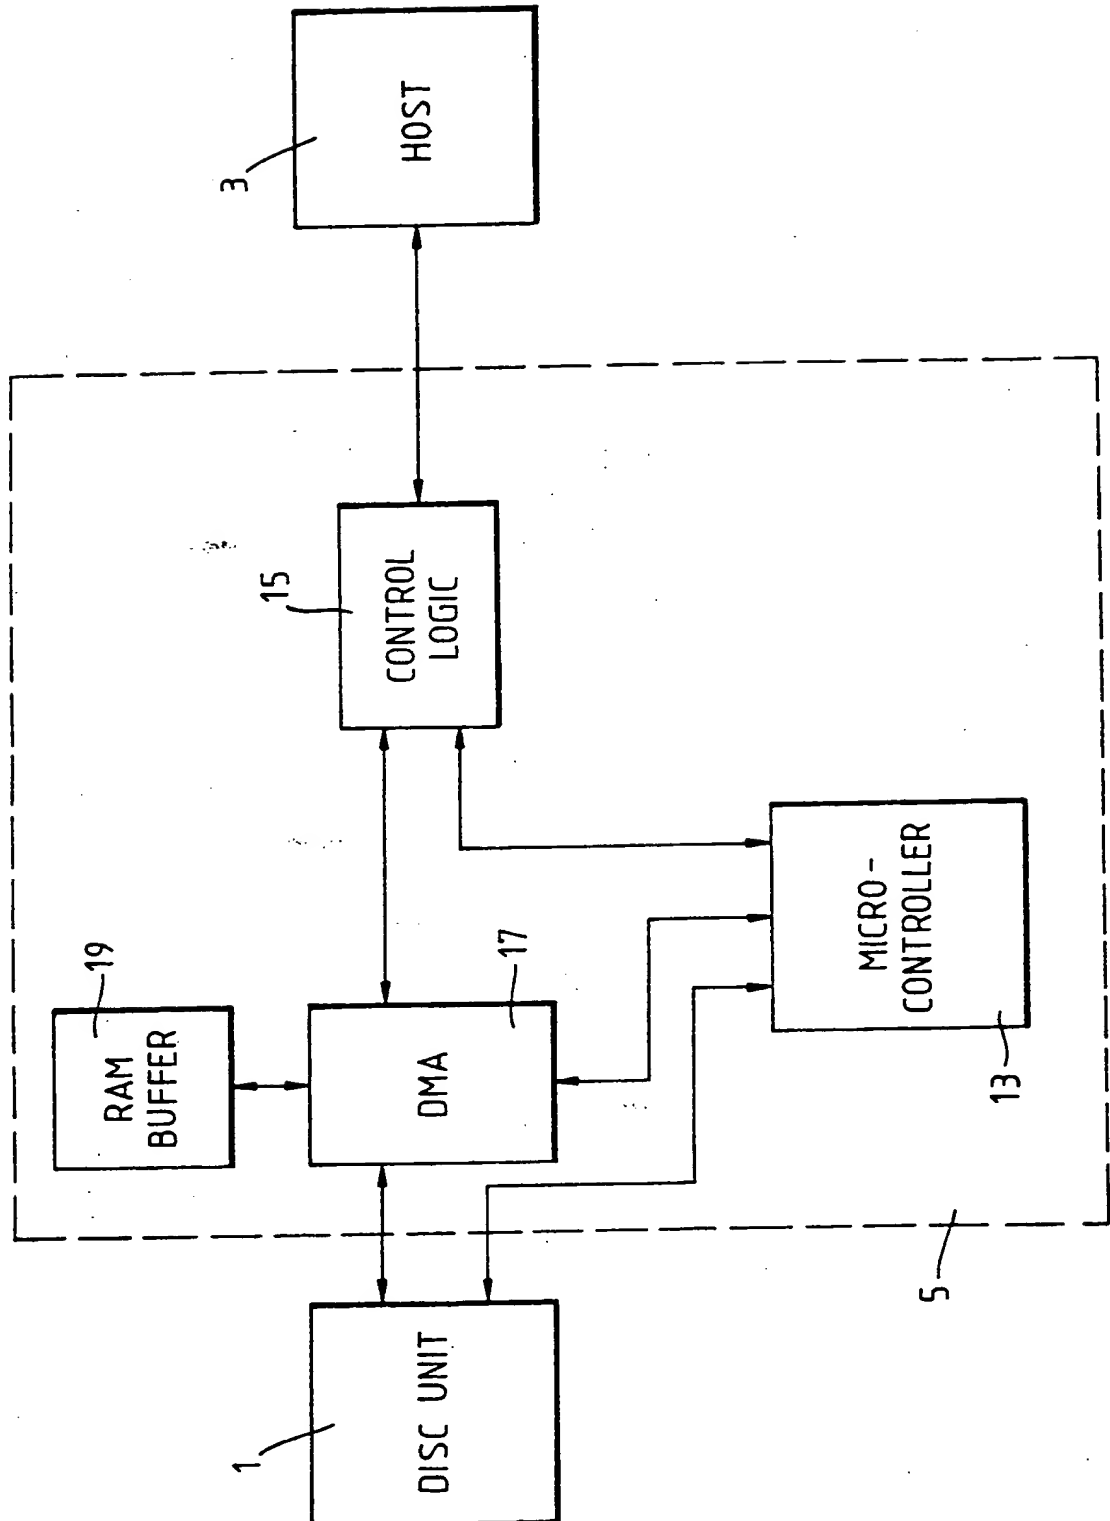 1
DISC UNIT
19
RAM
BUFFER
17
DMA
15
CONTROL
LOGIC
3
HOST
MICRO-
CONTROLLER
13
5